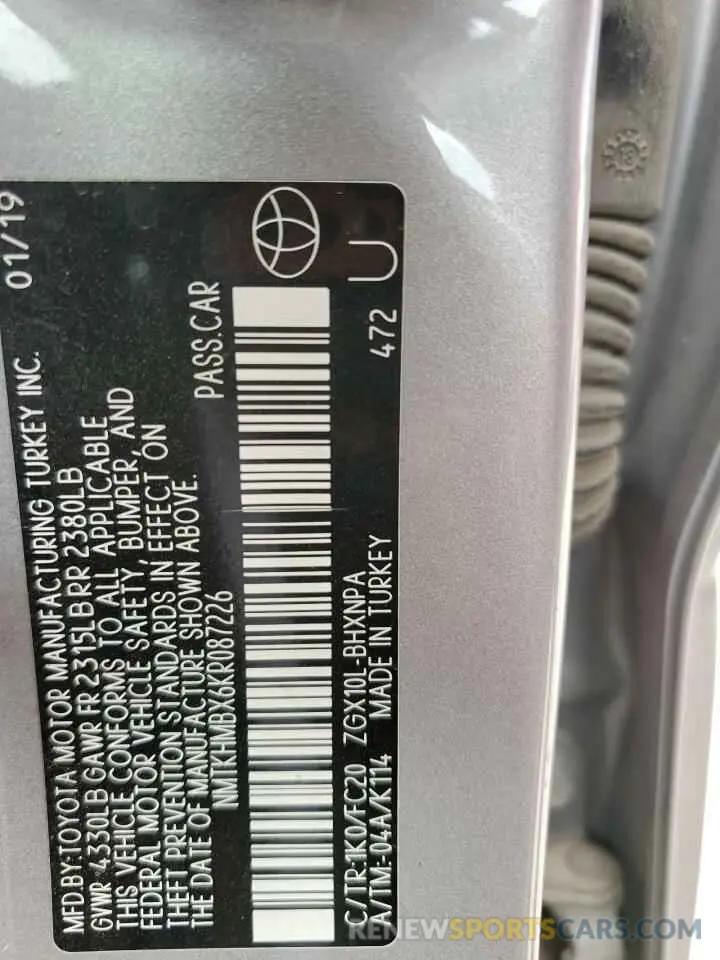 MFD.BY:TOYOTA MOTOR MANUFACTURING TURKEY INC. 01/19
GVWR 4330LB GAWR FR 2315LB RR 2380LB
THIS VEHICLE CONFORMS TO ALL APPLICABLE
FEDERAL MOTOR VEHICLE SAFETY, BUMPER, AND
THEFT PREVENTION STANDARDS IN EFFECT ON
THE DATE OF MANUFACTURE SHOWN ABOVE.
NMTKHMBX6KR087226 PASS.CAR
C/TR:1K0/FC20 ZGX10L-BHXNPA 472 U
A/TM:-04A/K114 MADE IN TURKEY
RENEWSPORTSCARS.COM